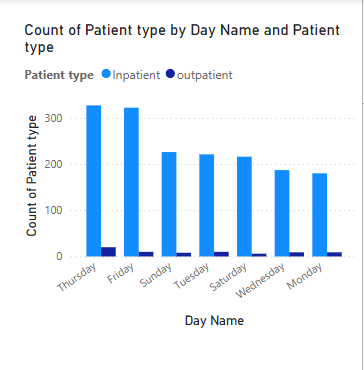 Count of Patient type by Day Name and Patient
type
Patient type Inpatient outpatient
Count of Patient type
300
200
100
0
Thursday
Friday
Sunday
Tuesday
Saturday
Wednesday
Monday
Day Name